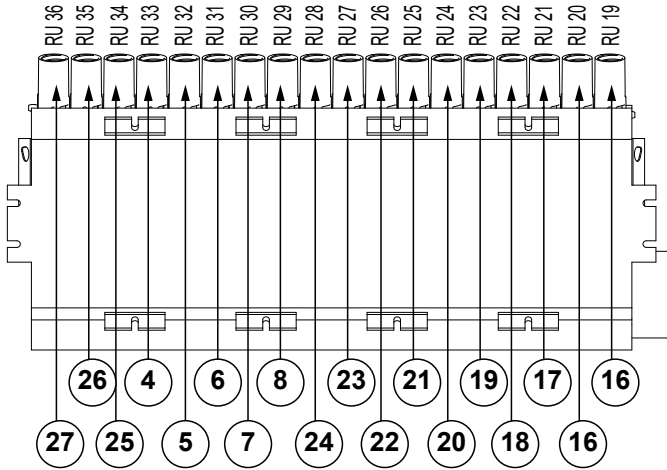 RU 36
RU 35
RU 34
RU 33
RU 32
RU 31
RU 30
RU 29
RU 28
RU 27
RU 26
RU 25
RU 24
RU 23
RU 22
RU 21
RU 20
RU 19
26
4
6
8
23
21
19
17
16
27
25
5
7
24
22
20
18
16